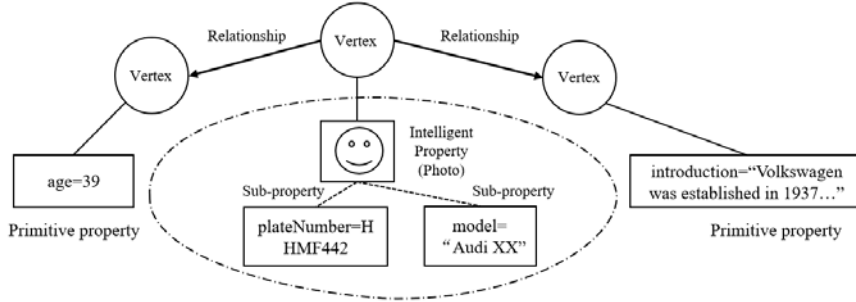 Vertex
Relationship
Relationship
Vertex
Vertex
Intelligent
Property
(Photo)
age=39
introduction=“Volkswagen
was established in 1937…”
Sub-property
Sub-property
plateNumber=H
HMF442
model=
“Audi XX”
Primitive property
Primitive property